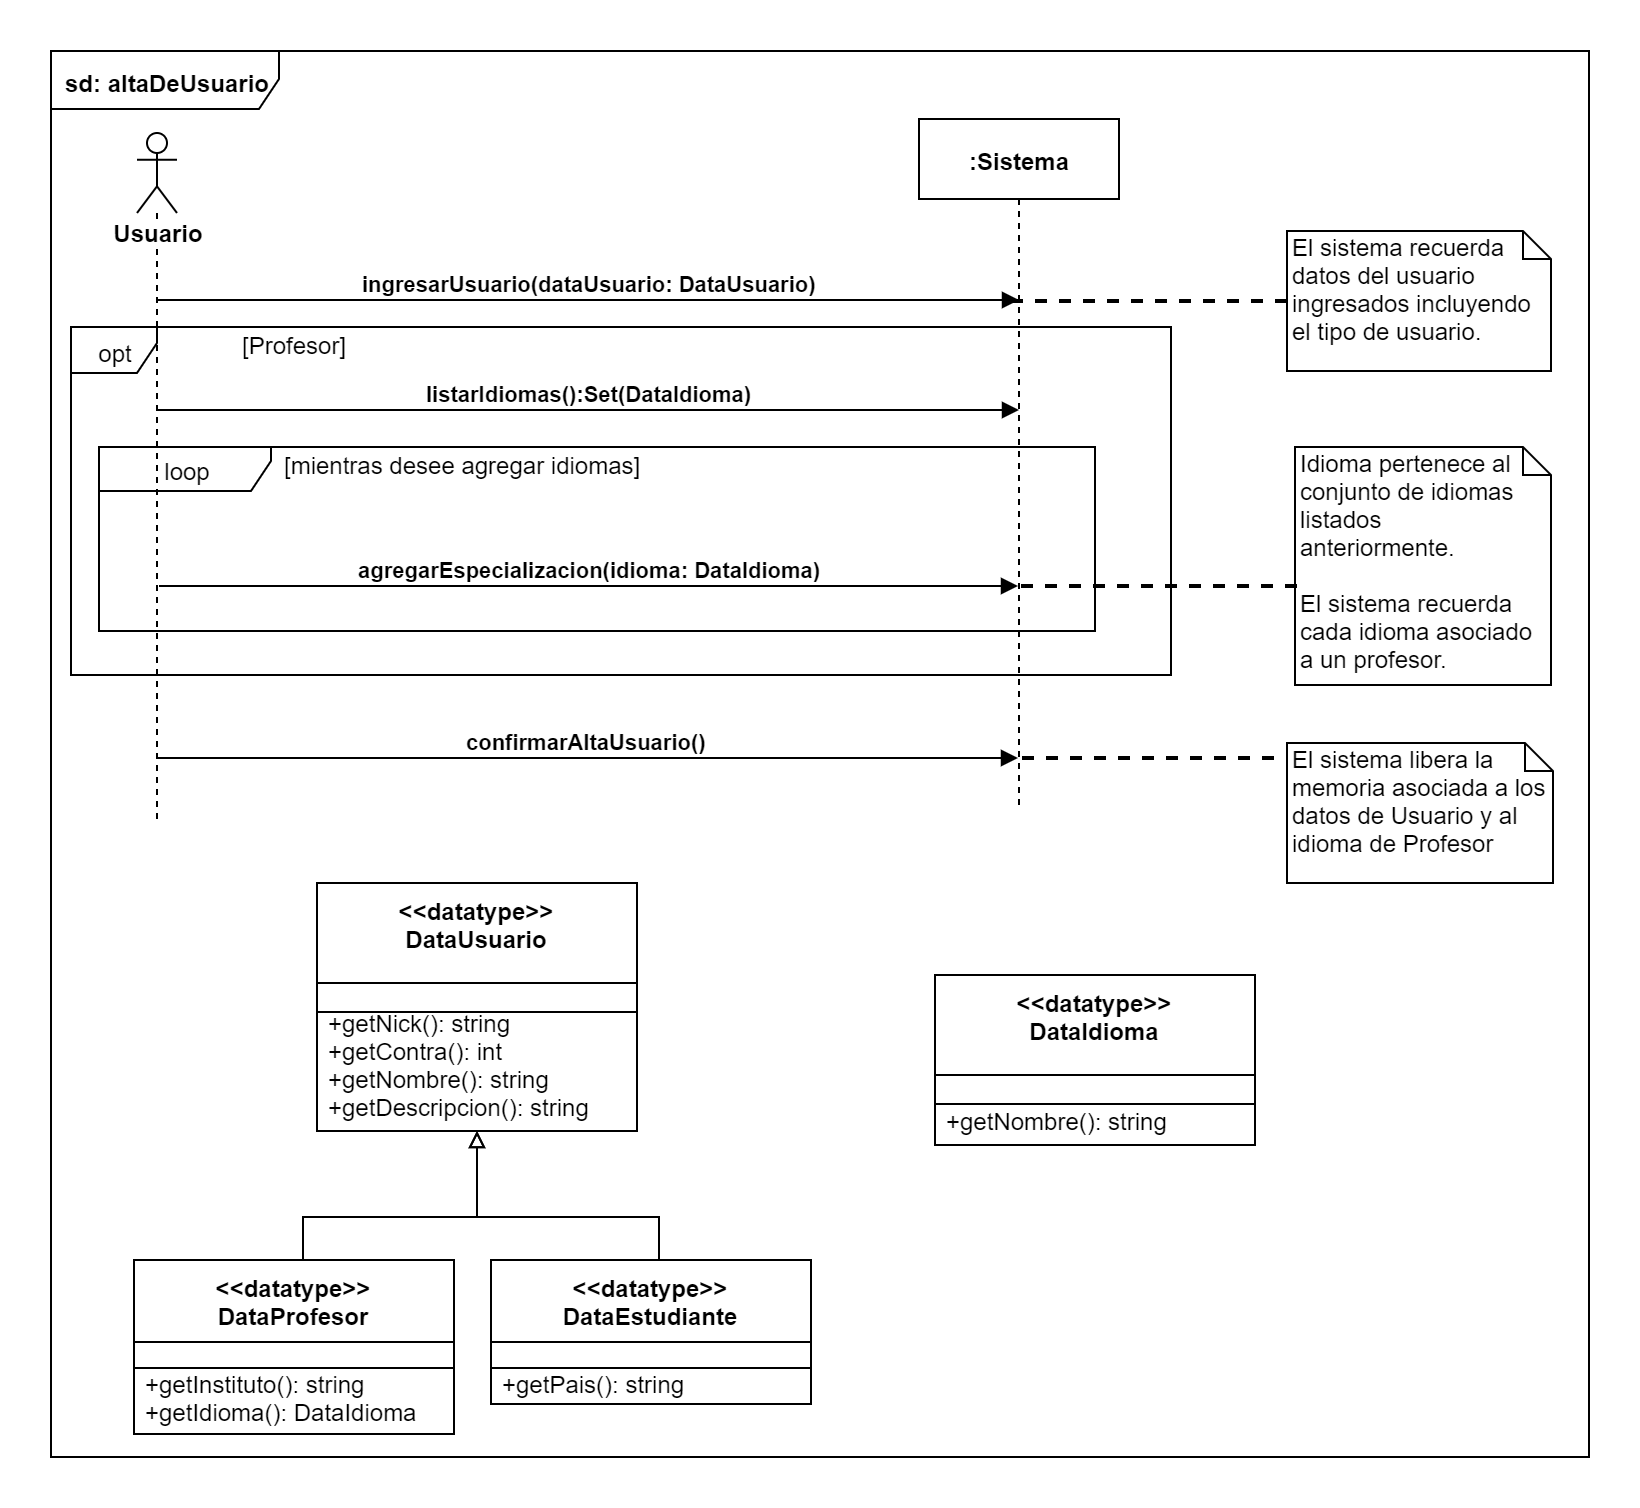 sd: altaDeUsuario
Usuario
:Sistema
ingresarUsuario(dataUsuario: DataUsuario)
El sistema recuerda
datos del usuario
ingresados incluyendo
el tipo de usuario.
opt
[Profesor]
listarIdiomas():Set(DataIdioma)
loop
[mientras desee agregar idiomas]
agregarEspecializacion(idioma: DataIdioma)
Idioma pertenece al
conjunto de idiomas
listados
anteriormente.
El sistema recuerda
cada idioma asociado
a un profesor.
confirmarAltaUsuario()
El sistema libera la
memoria asociada a los
datos de Usuario y al
idioma de Profesor
<<datatype>>
DataUsuario
+getNick(): string
+getContra(): int
+getNombre(): string
+getDescripcion(): string
<<datatype>>
DataIdioma
+getNombre(): string
<<datatype>>
DataProfesor
+getInstituto(): string
+getIdioma(): DataIdioma
<<datatype>>
DataEstudiante
+getPais(): string